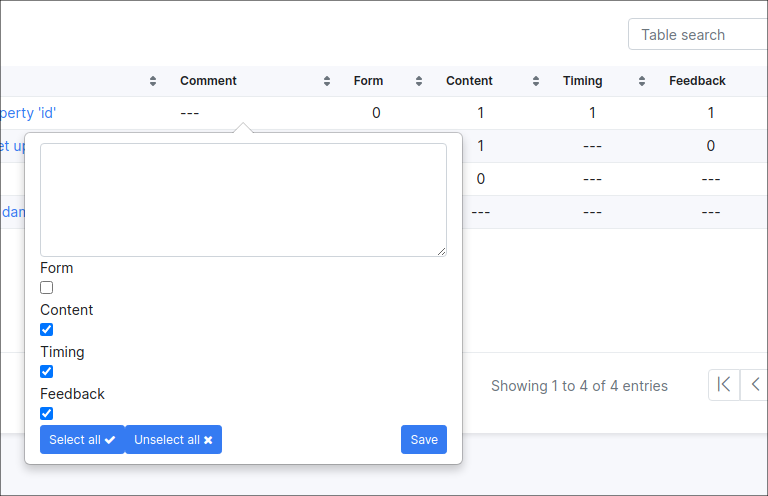 Table search
Comment Form Content Timing Feedback
perty 'id' --- 0 1 1 1
et up 1 --- 0
0 --- ---
dam --- --- ---
Form
Content
Timing
Feedback
Select all Unselect all Save
Showing 1 to 4 of 4 entries